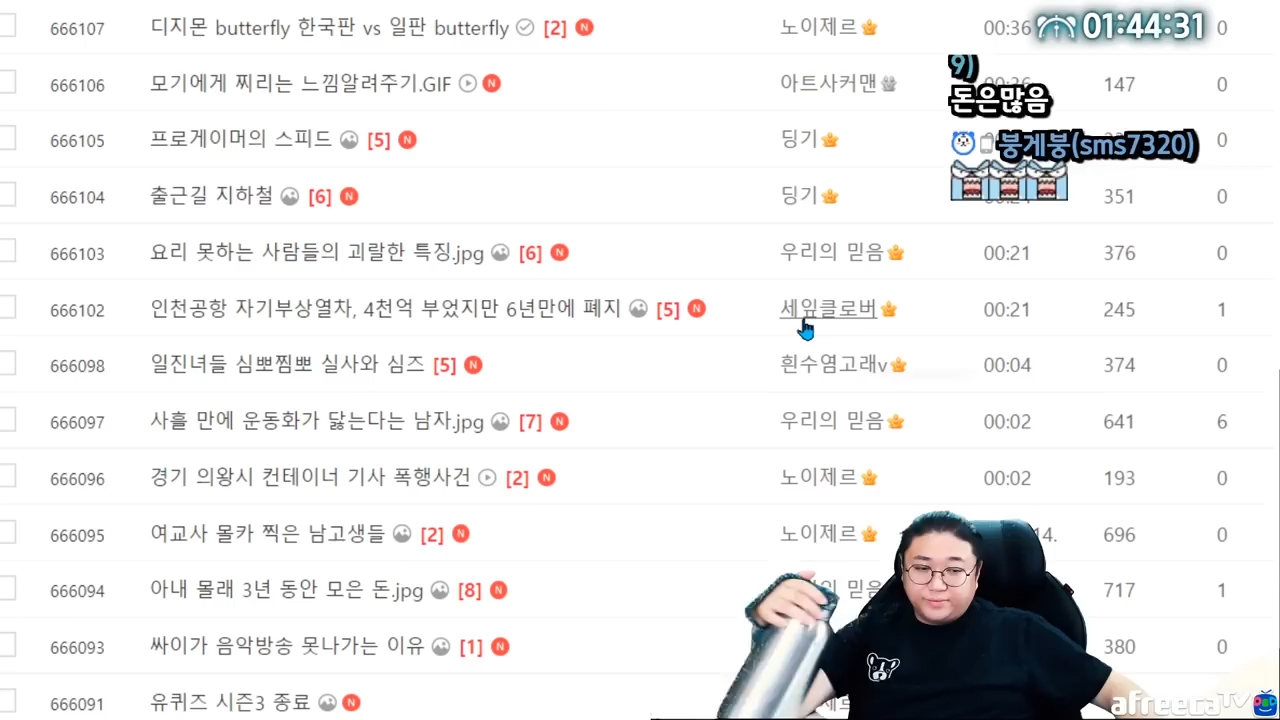 666107 디지몬 butterfly 한국판 vs 일판 butterfly [2] N 노이제르 00:36 0
01:44:31
666106 모기에게 찌리는 느낌알려주기.GIF N 아트사커맨 00:36 147 0
9)
돈은많음
666105 프로게이머의 스피드 [5] N 딩기 0
붕게붕(sms7320)
666104 출근길 지하철 [6] N 딩기 351 0
666103 요리 못하는 사람들의 괴랄한 특징.jpg [6] N 우리의 믿음 00:21 376 0
666102 인천공항 자기부상열차, 4천억 부었지만 6년만에 폐지 [5] N 세잎클로버 00:21 245 1
666098 일진녀들 심뽀찜뽀 실사와 심즈 [5] N 흰수염고래v 00:04 374 0
666097 사흘 만에 운동화가 닳는다는 남자.jpg [7] N 우리의 믿음 00:02 641 6
666096 경기 의왕시 컨테이너 기사 폭행사건 [2] N 노이제르 00:02 193 0
666095 여교사 몰카 찍은 남고생들 [2] N 노이제르 14. 696 0
666094 아내 몰래 3년 동안 모은 돈.jpg [8] N 믿음 717 1
666093 싸이가 음악방송 못나가는 이유 [1] N 380 0
666091 유퀴즈 시즌3 종료 N
afreecaTV